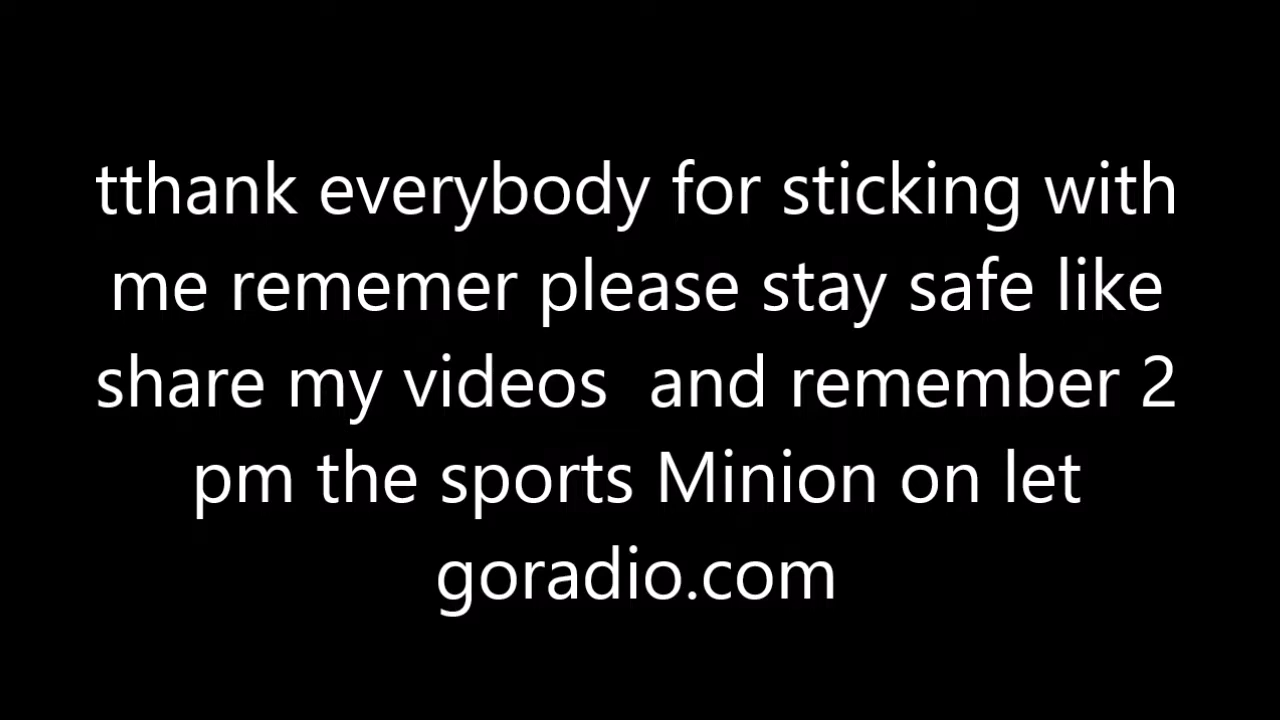 tthank everybody for sticking with
me rememer please stay safe like
share my videos  and remember 2
pm the sports Minion on let
goradio.com